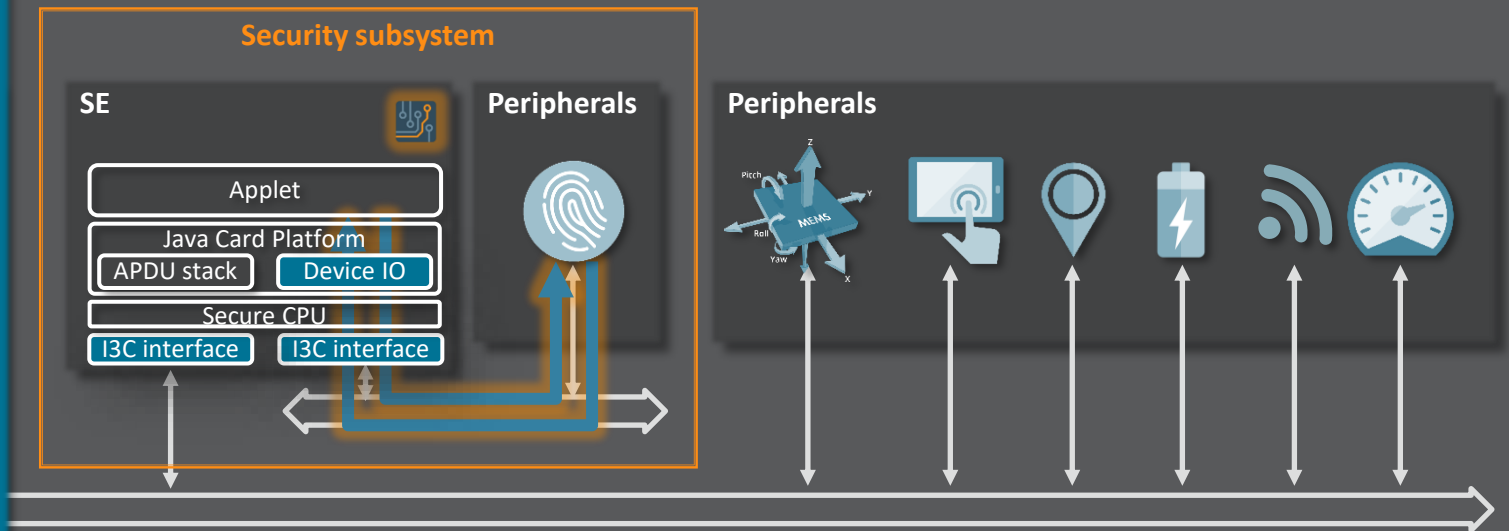 Security subsystem
SE
Peripherals
Peripherals
Applet
Java Card Platform
APDU stack
Device IO
Secure CPU
I3C interface
I3C interface
Z
Pitch
Y
MEMS
Roll
Yaw
X